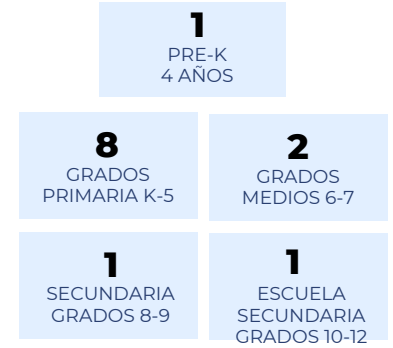 1
PRE-K
4 AÑOS
8
GRADOS
PRIMARIA K-5
2
GRADOS
MEDIOS 6-7
1
SECUNDARIA
GRADOS 8-9
1
ESCUELA
SECUNDARIA
GRADOS 10-12